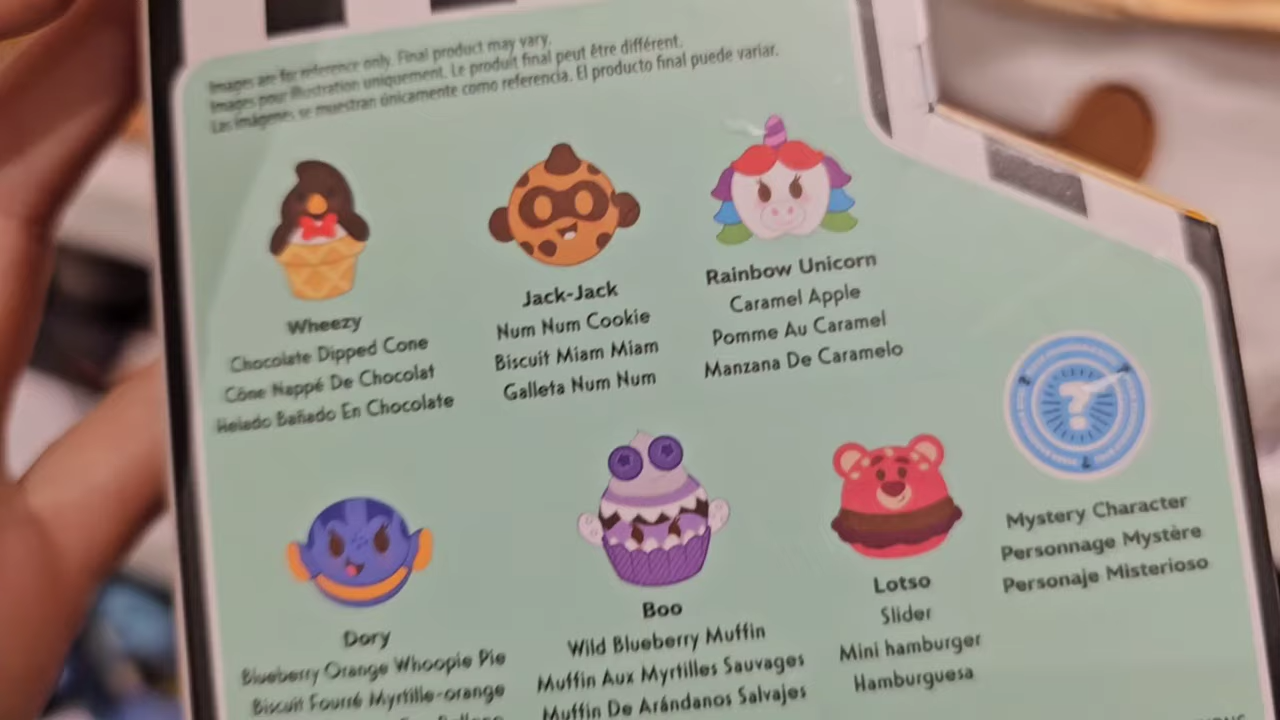 Images are for reference only. Final product may vary.
Images pour illustration uniquement. Le produit final peut être différent.
Las imágenes se muestran únicamente como referencia. El producto final puede variar.
Wheezy
Chocolate Dipped Cone
Cône Nappé De Chocolat
Helado Bañado En Chocolate
Jack-Jack
Num Num Cookie
Biscuit Miam Miam
Galleta Num Num
Rainbow Unicorn
Caramel Apple
Pomme Au Caramel
Manzana De Caramelo
?
Mystery Character
Personnage Mystère
Personaje Misterioso
Dory
Blueberry Orange Whoopie Pie
Biscuit Fourré Myrtille-orange
Boo
Wild Blueberry Muffin
Muffin Aux Myrtilles Sauvages
Muffin De Arándanos Salvajes
Lotso
Slider
Mini hamburger
Hamburguesa